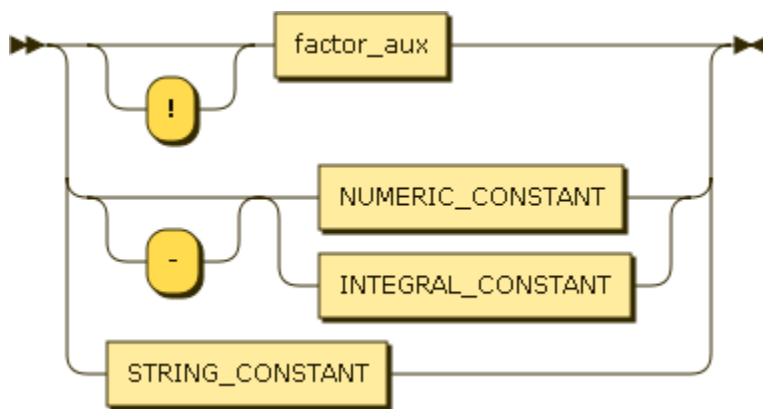 factor_aux
!
NUMERIC_CONSTANT
-
INTEGRAL_CONSTANT
STRING_CONSTANT